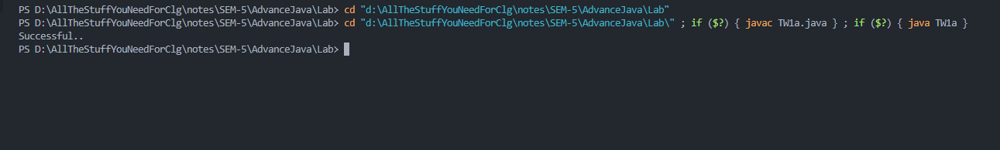 PS D:\AllTheStuffYouNeedForClg\notes\SEM-5\AdvanceJava\Lab> cd "d:\AllTheStuffYouNeedForClg\notes\SEM-5\AdvanceJava\Lab"
PS D:\AllTheStuffYouNeedForClg\notes\SEM-5\AdvanceJava\Lab> cd "d:\AllTheStuffYouNeedForClg\notes\SEM-5\AdvanceJava\Lab\" ; if ($?) { javac TW1a.java } ; if ($?) { java TW1a }
Successful..
PS D:\AllTheStuffYouNeedForClg\notes\SEM-5\AdvanceJava\Lab>